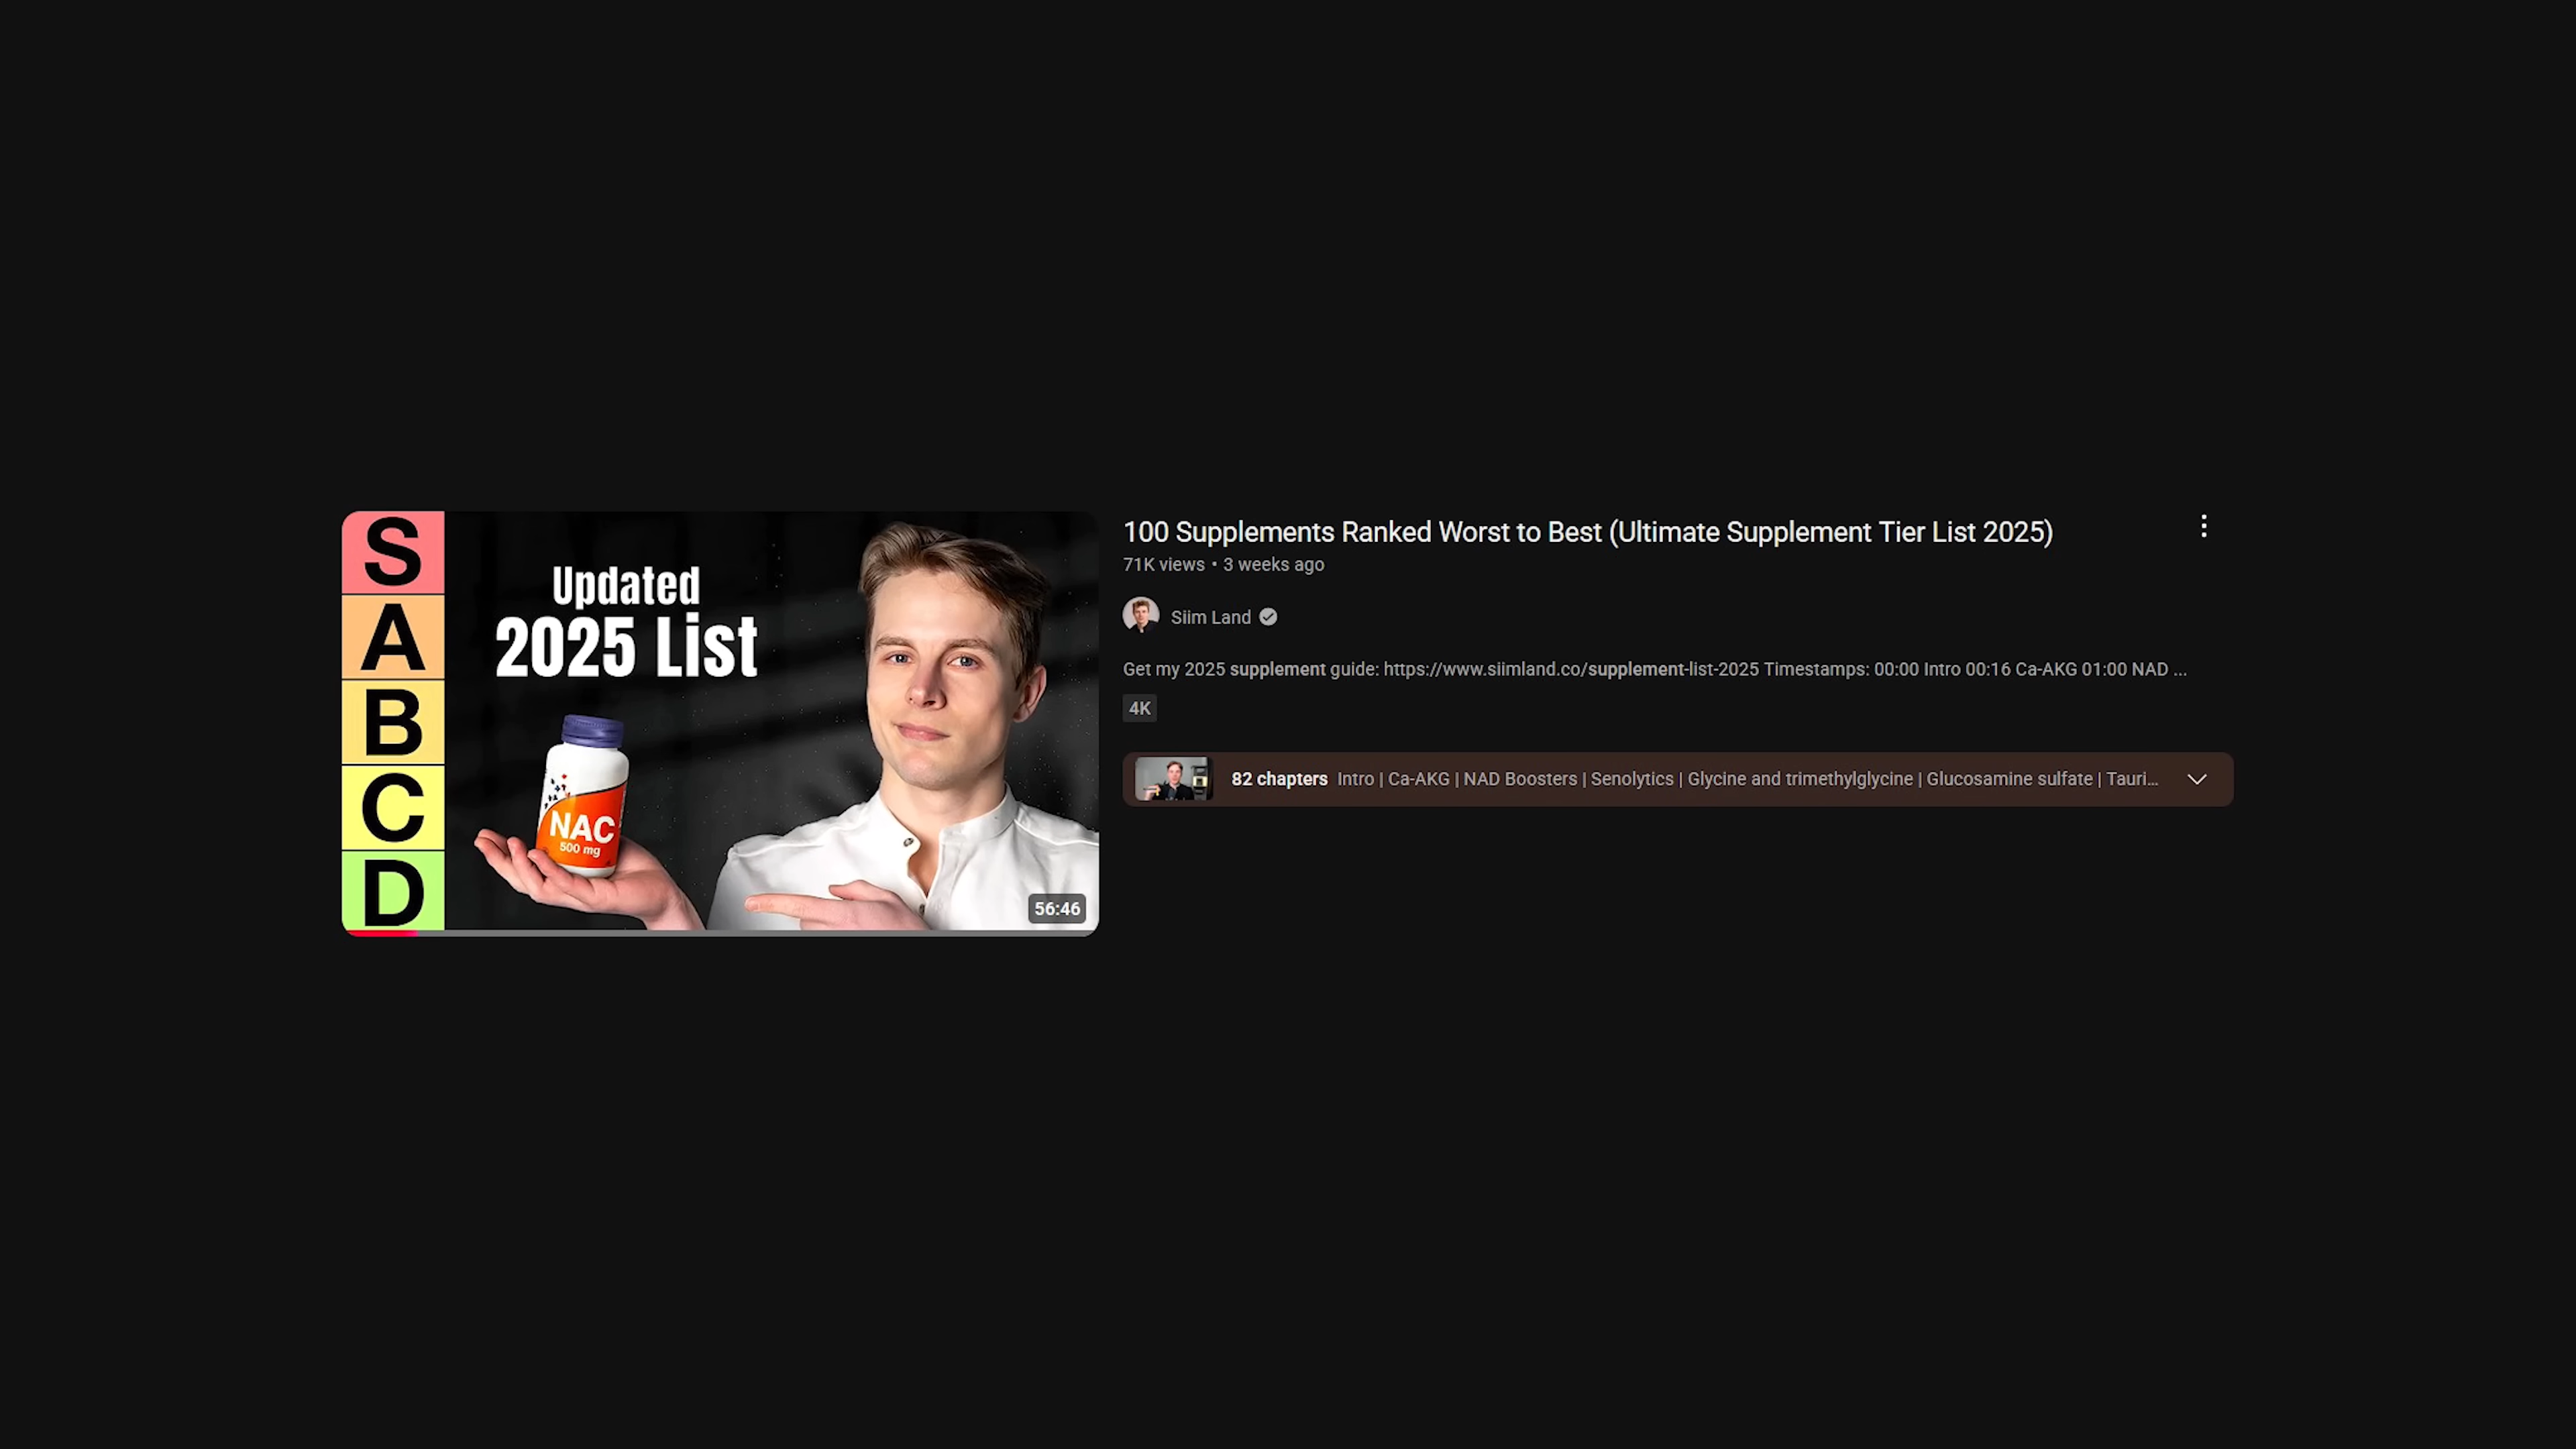 S
A
B
C
D
Updated
2025 List
NAC
500 mg
56:46
100 Supplements Ranked Worst to Best (Ultimate Supplement Tier List 2025)
71K views • 3 weeks ago
Siim Land
Get my 2025 supplement guide: https://www.siimland.co/supplement-list-2025 Timestamps: 00:00 Intro 00:16 Ca-AKG 01:00 NAD ...
4K
82 chapters Intro | Ca-AKG | NAD Boosters | Senolytics | Glycine and trimethylglycine | Glucosamine sulfate | Tauri...